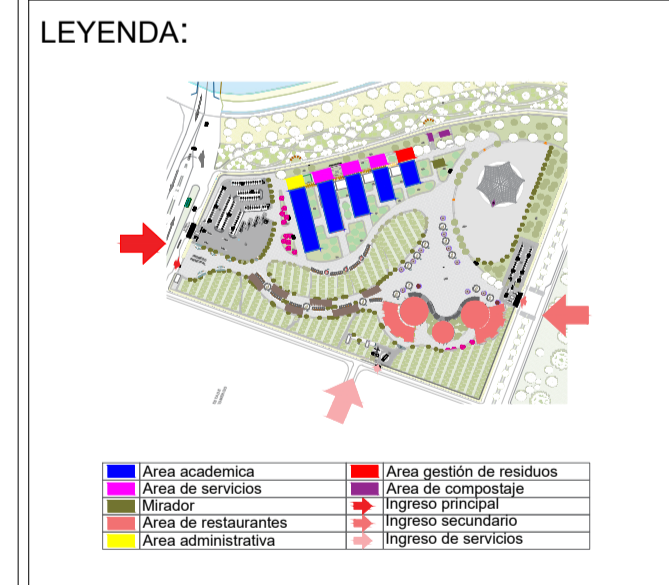 LEYENDA:
Area academica
Area gestión de residuos
Area de servicios
Area de compostaje
Mirador
Ingreso principal
Area de restaurantes
Ingreso secundario
Area administrativa
Ingreso de servicios